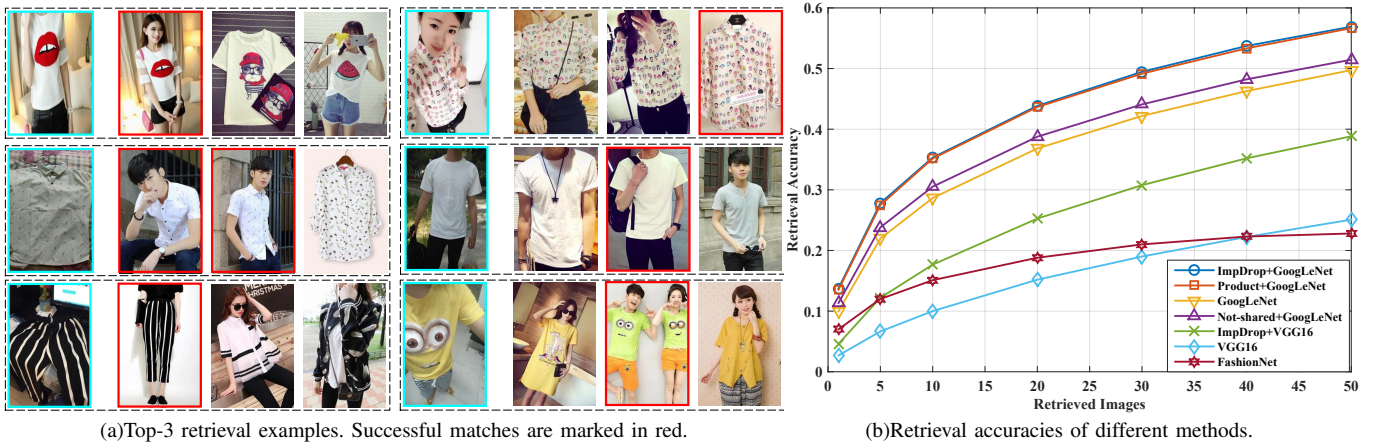 MERRY
CHRISTMAS
(a)Top-3 retrieval examples. Successful matches are marked in red.
0.6
0.5
0.4
0.3
0.2
0.1
0
Retrieval Accuracy
ImpDrop+GoogLeNet
Product+GoogLeNet
GoogLeNet
Not-shared+GoogLeNet
ImpDrop+VGG16
VGG16
FashionNet
0 5 10 15 20 25 30 35 40 45 50
Retrieved Images
(b)Retrieval accuracies of different methods.